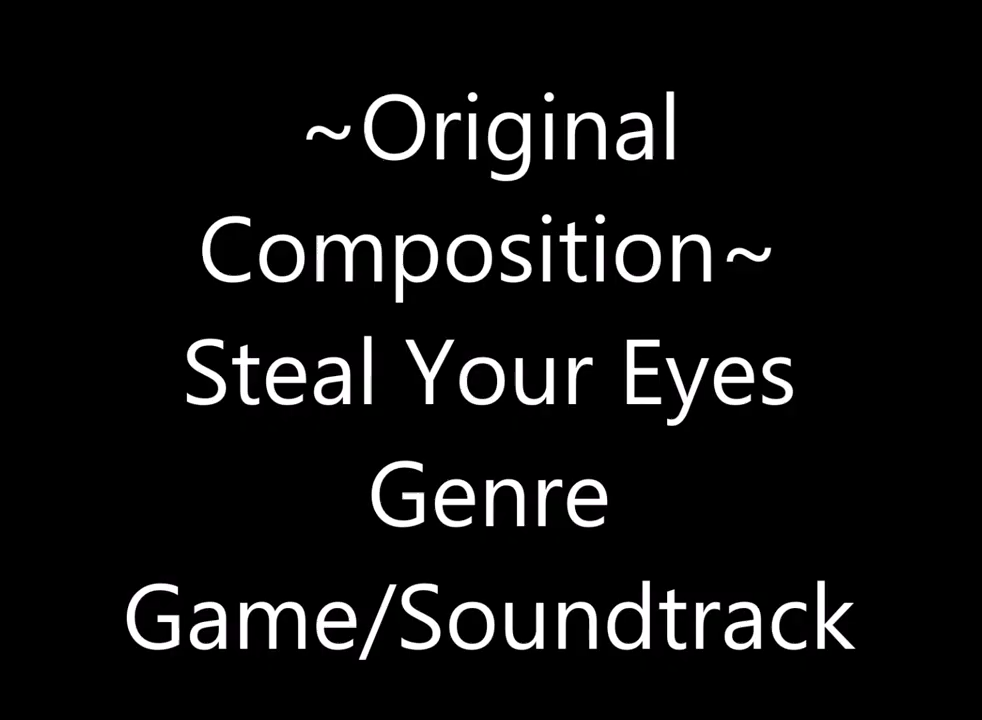 ~Original
Composition~
Steal Your Eyes
Genre
Game/Soundtrack